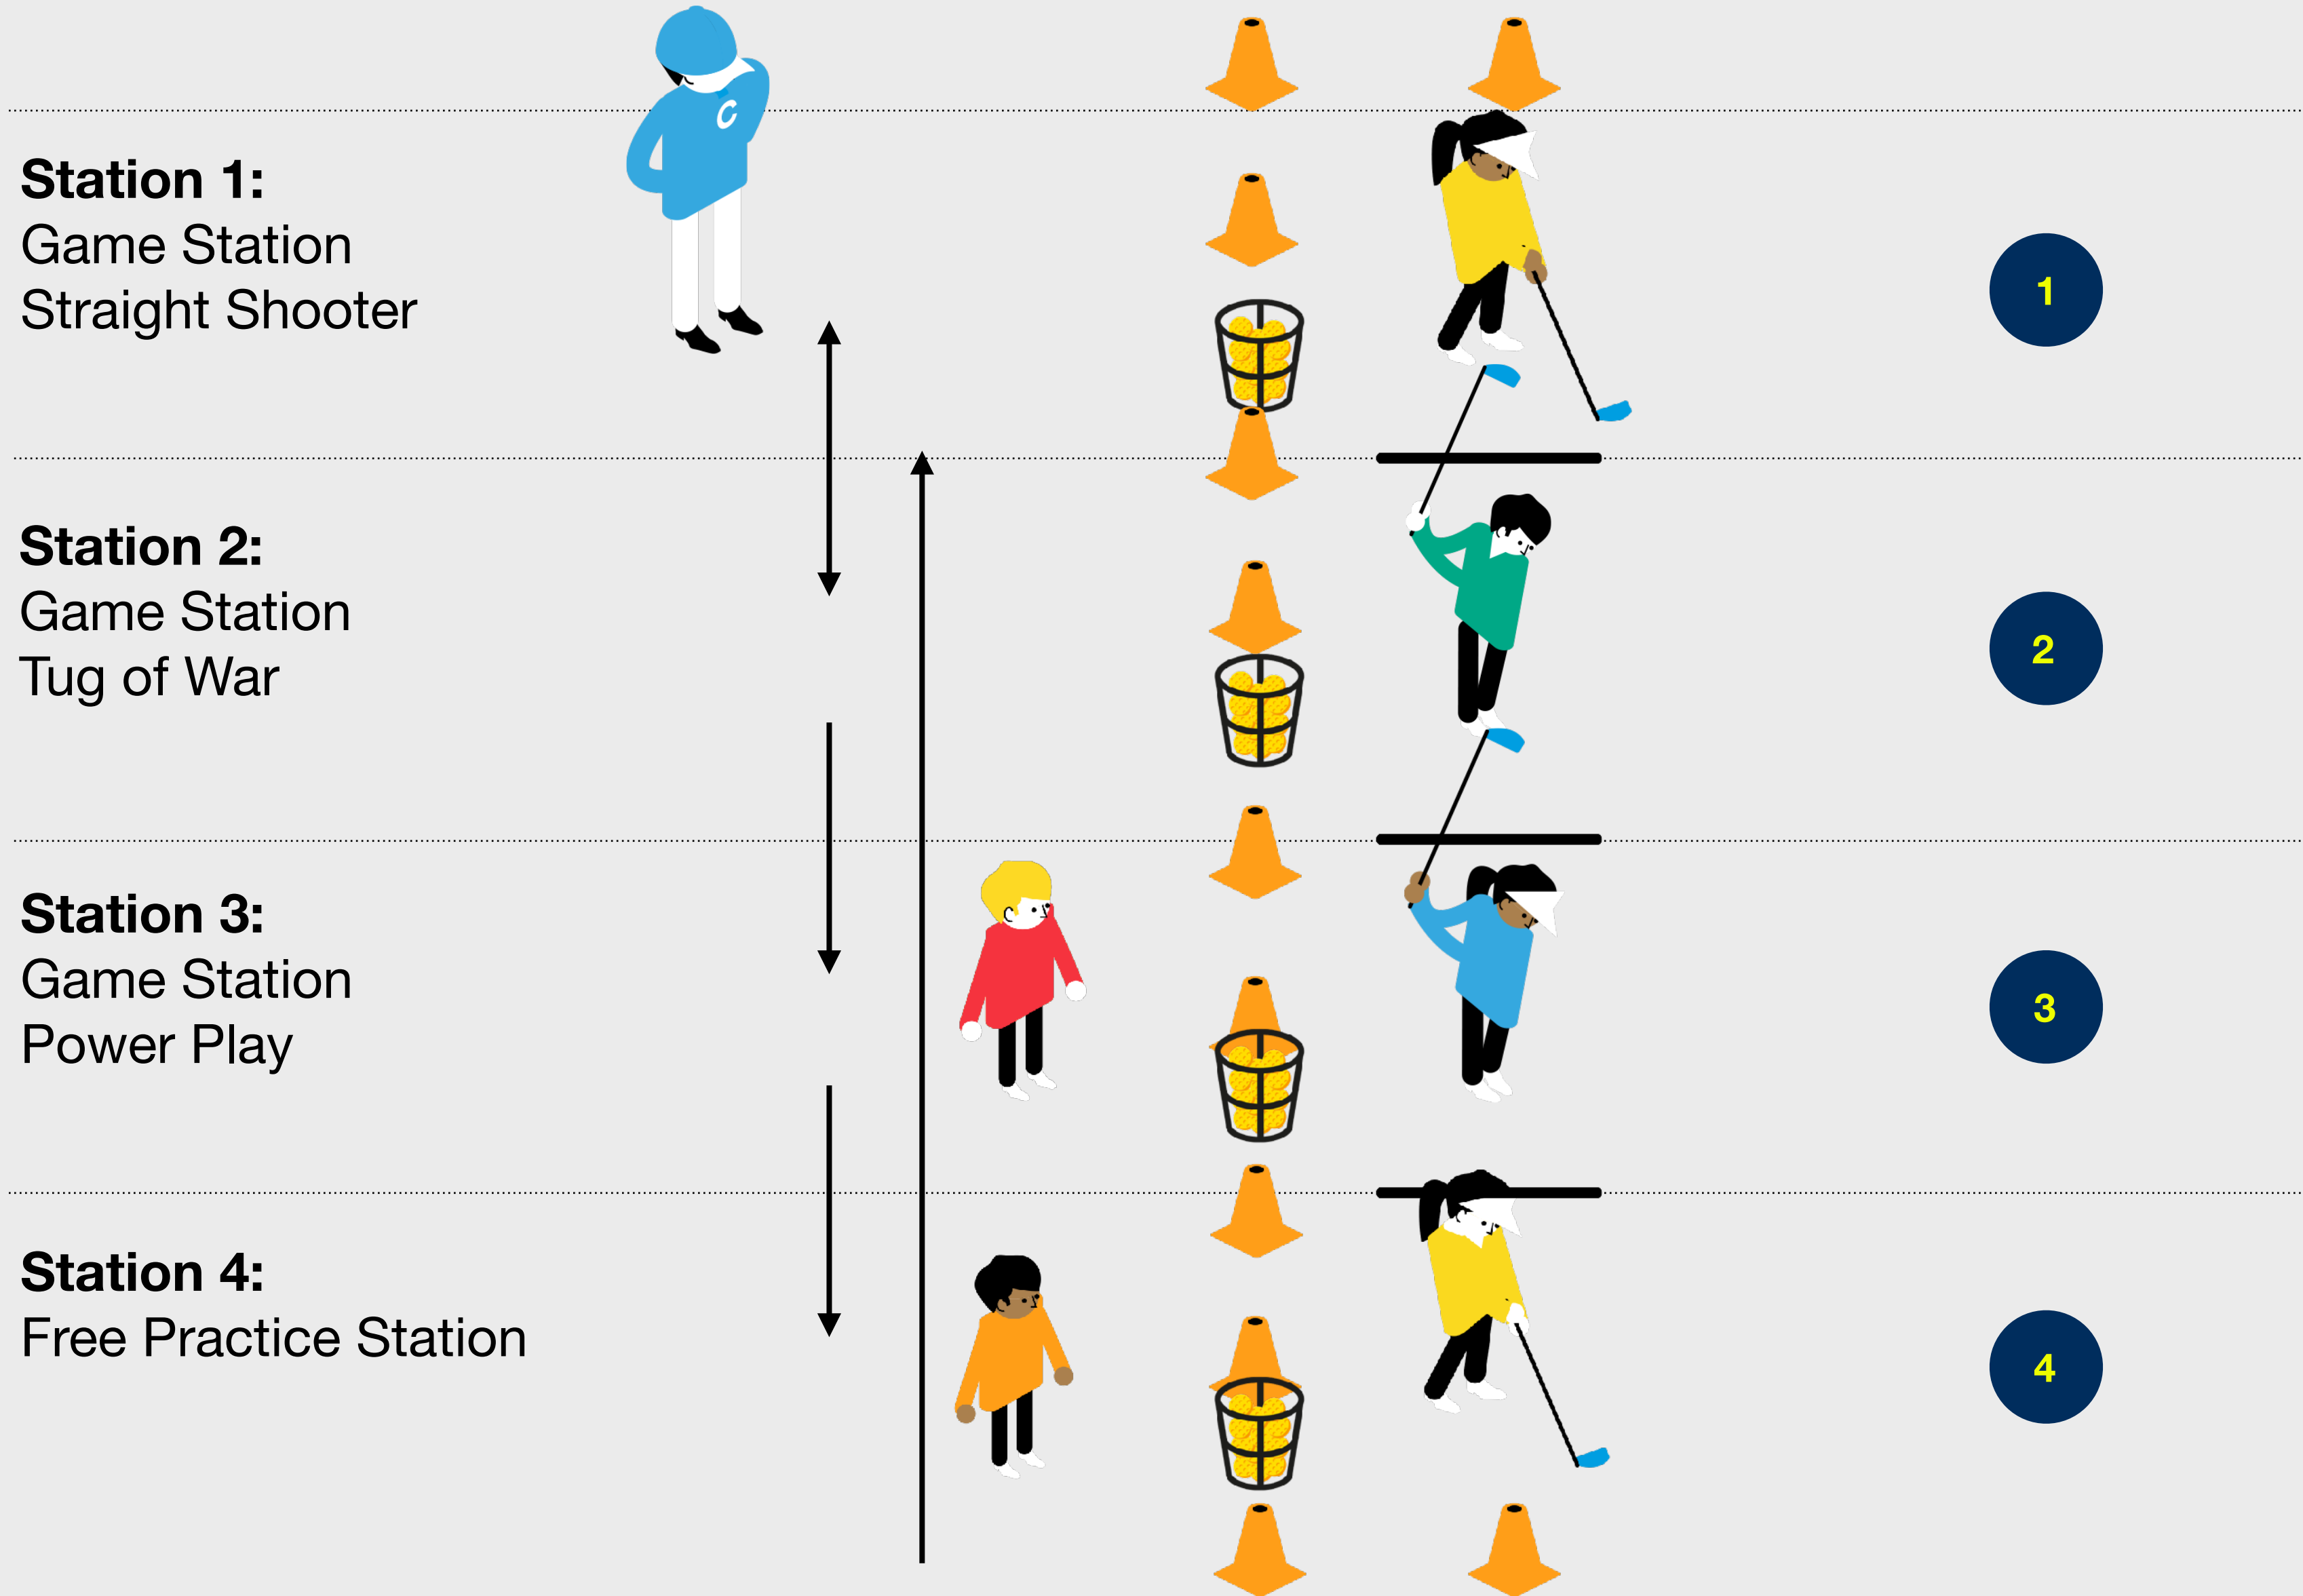 C
Station 1:
Game Station
Straight Shooter
1
Station 2:
Game Station
Tug of War
2
Station 3:
Game Station
Power Play
3
Station 4:
Free Practice Station
4